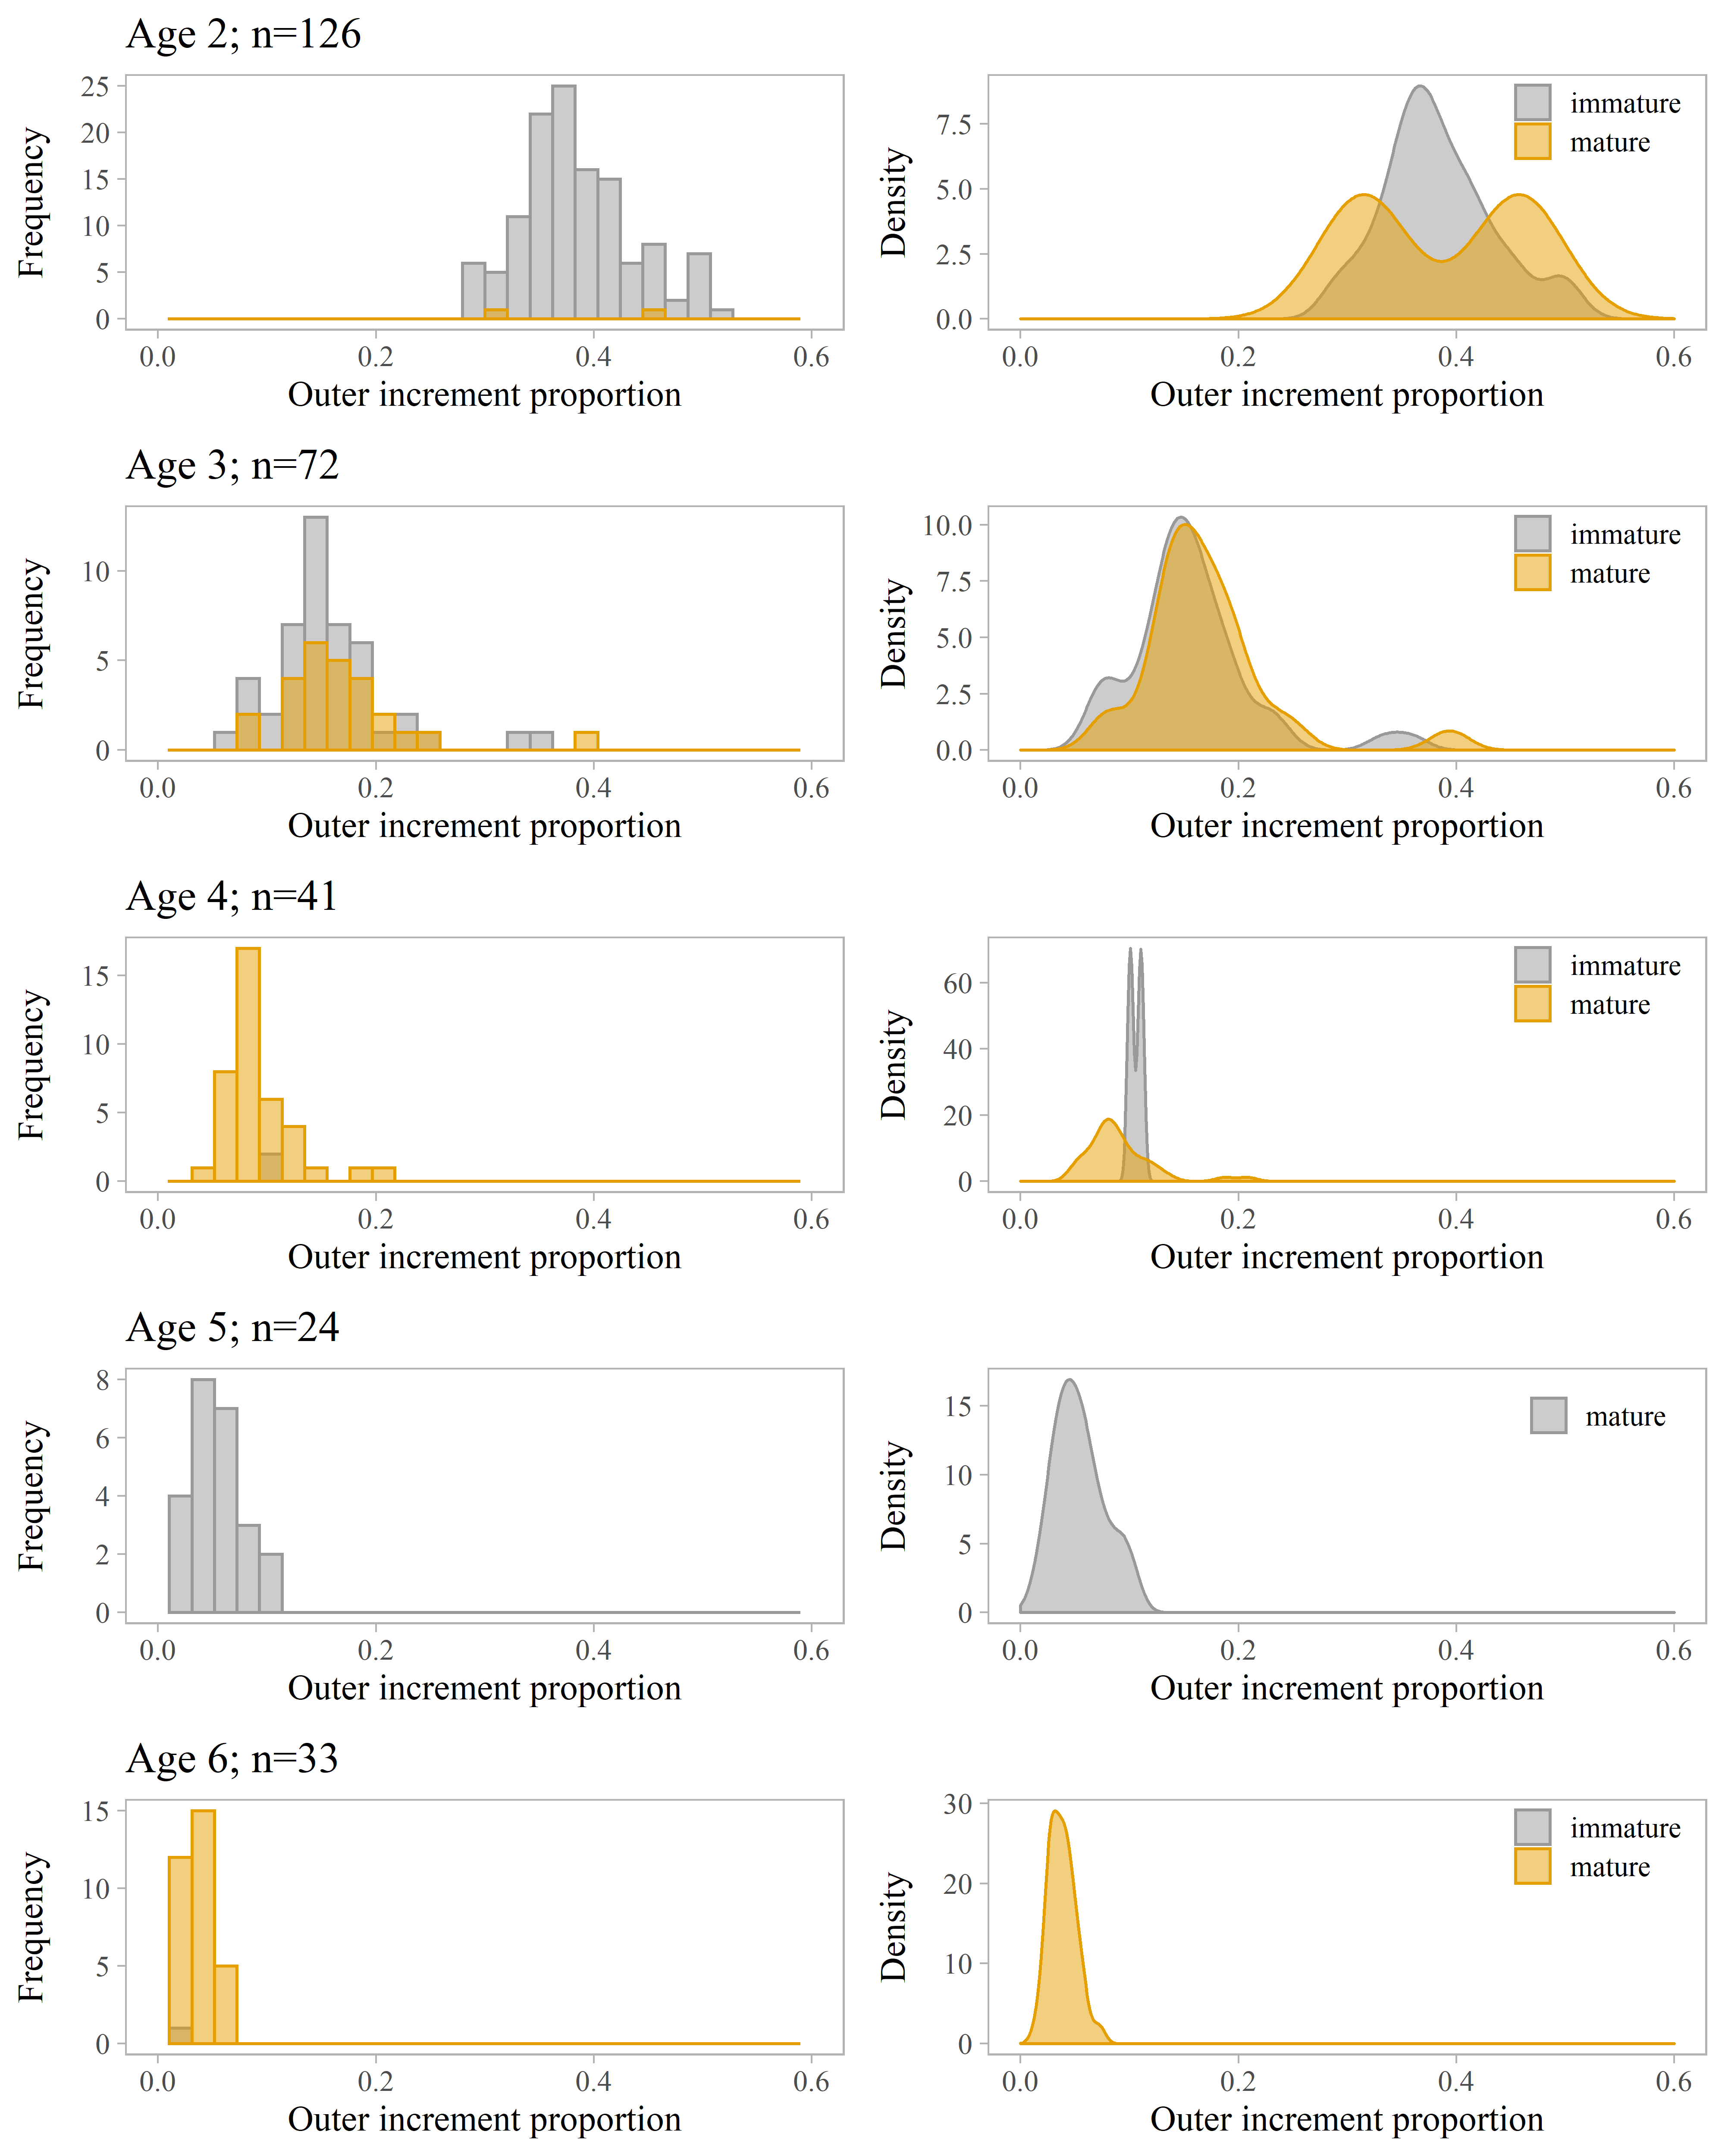 Age 2; n=126
Frequency
25
20
15
10
5
0
0.0 0.2 0.4 0.6
Outer increment proportion
Density
7.5
5.0
2.5
0.0
0.0 0.2 0.4 0.6
Outer increment proportion
immature
mature
Age 3; n=72
Frequency
10
5
0
0.0 0.2 0.4 0.6
Outer increment proportion
Density
10.0
7.5
5.0
2.5
0.0
0.0 0.2 0.4 0.6
Outer increment proportion
immature
mature
Age 4; n=41
Frequency
15
10
5
0
0.0 0.2 0.4 0.6
Outer increment proportion
Density
60
40
20
0
0.0 0.2 0.4 0.6
Outer increment proportion
immature
mature
Age 5; n=24
Frequency
8
6
4
2
0
0.0 0.2 0.4 0.6
Outer increment proportion
Density
15
10
5
0
0.0 0.2 0.4 0.6
Outer increment proportion
mature
Age 6; n=33
Frequency
15
10
5
0
0.0 0.2 0.4 0.6
Outer increment proportion
Density
30
20
10
0
0.0 0.2 0.4 0.6
Outer increment proportion
immature
mature